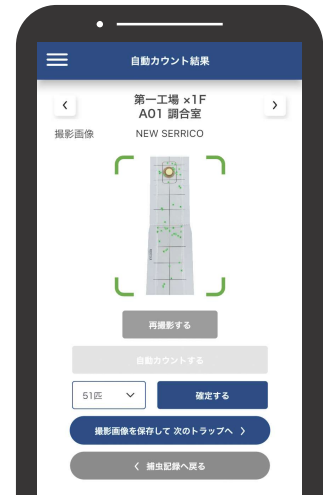 自動カウント結果
第一工場 ×1F
A01 調合室
撮影画像 NEW SERRICO
再撮影する
自動カウントする
51匹
確定する
撮影画像を保存して 次のトラップへ
捕虫記録へ戻る